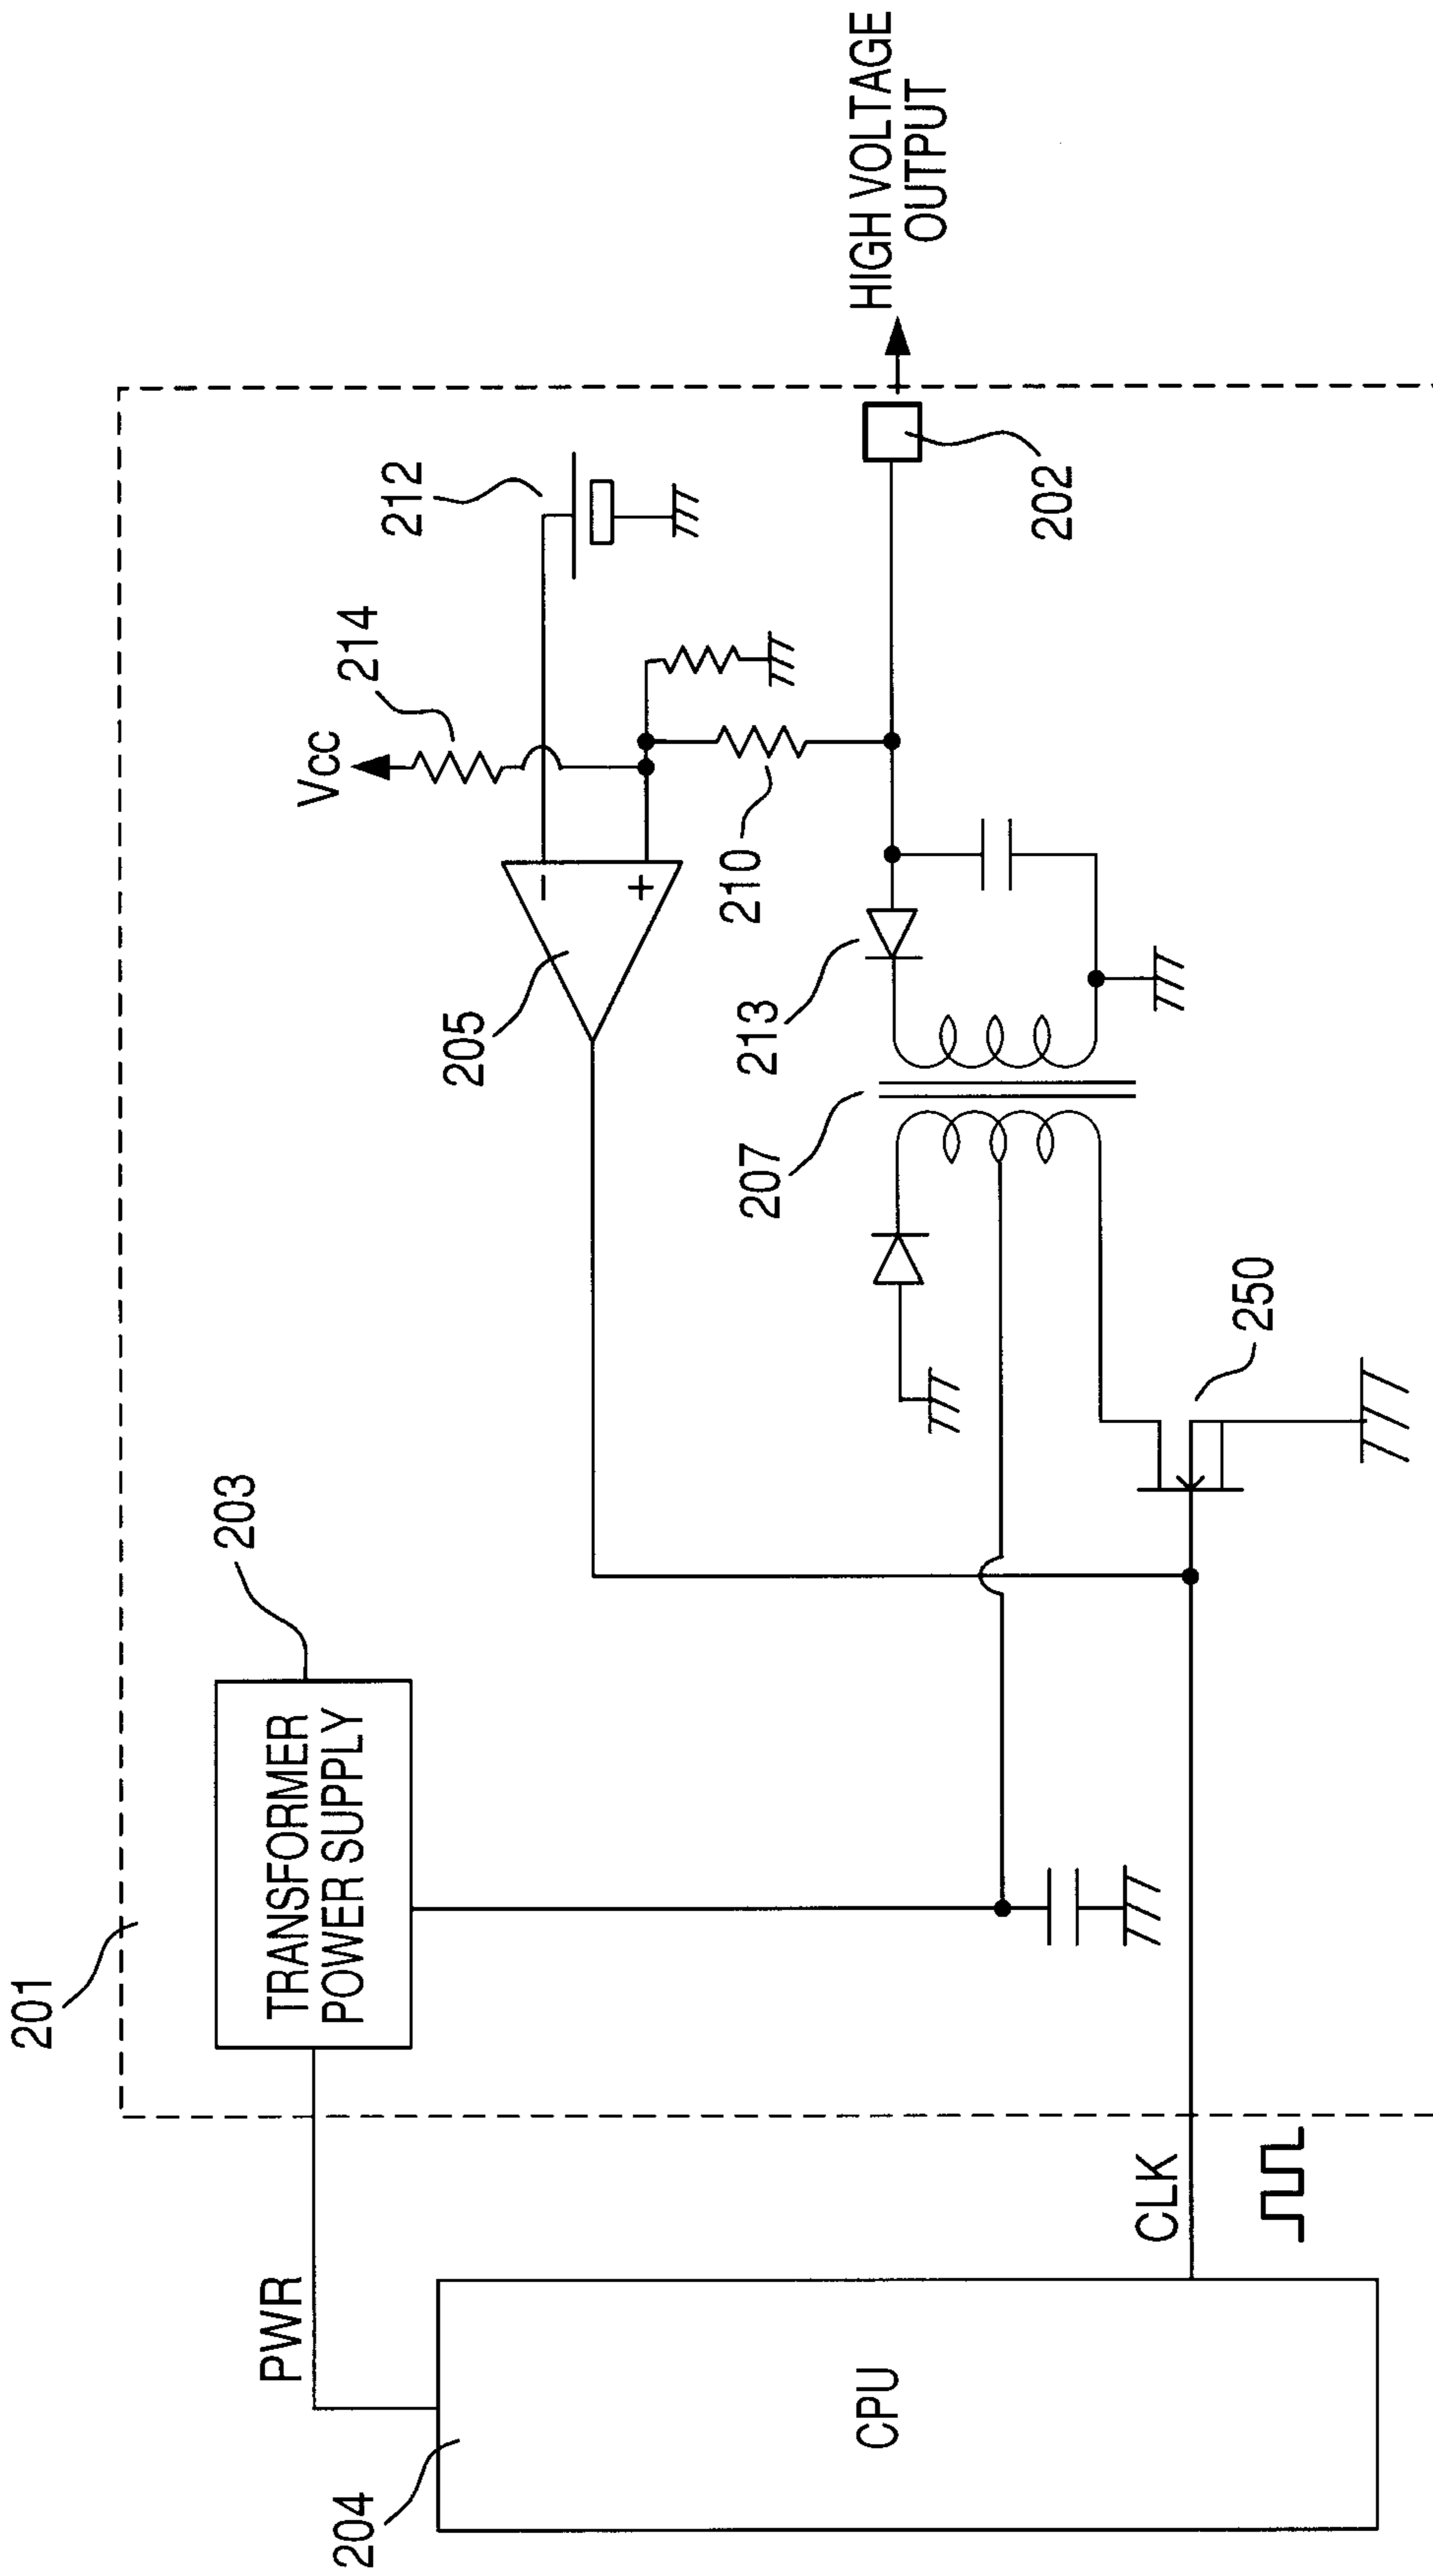 201
203
TRANSFORMER
POWER SUPPLY
PWR
204
CPU
CLK
205
-
+
Vcc
214
212
210
213
207
250
202
HIGH VOLTAGE
OUTPUT